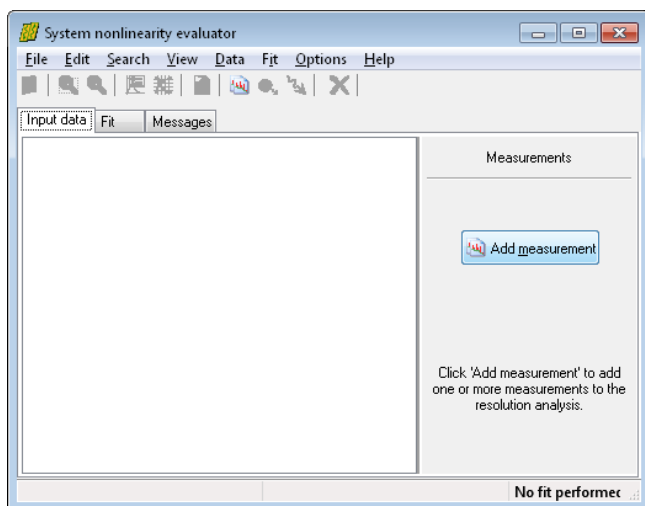 System nonlinearity evaluator
File Edit Search View Data Fit Options Help
Input data Fit Messages
Measurements
Add measurement
Click 'Add measurement' to add
one or more measurements to the
resolution analysis.
No fit performec